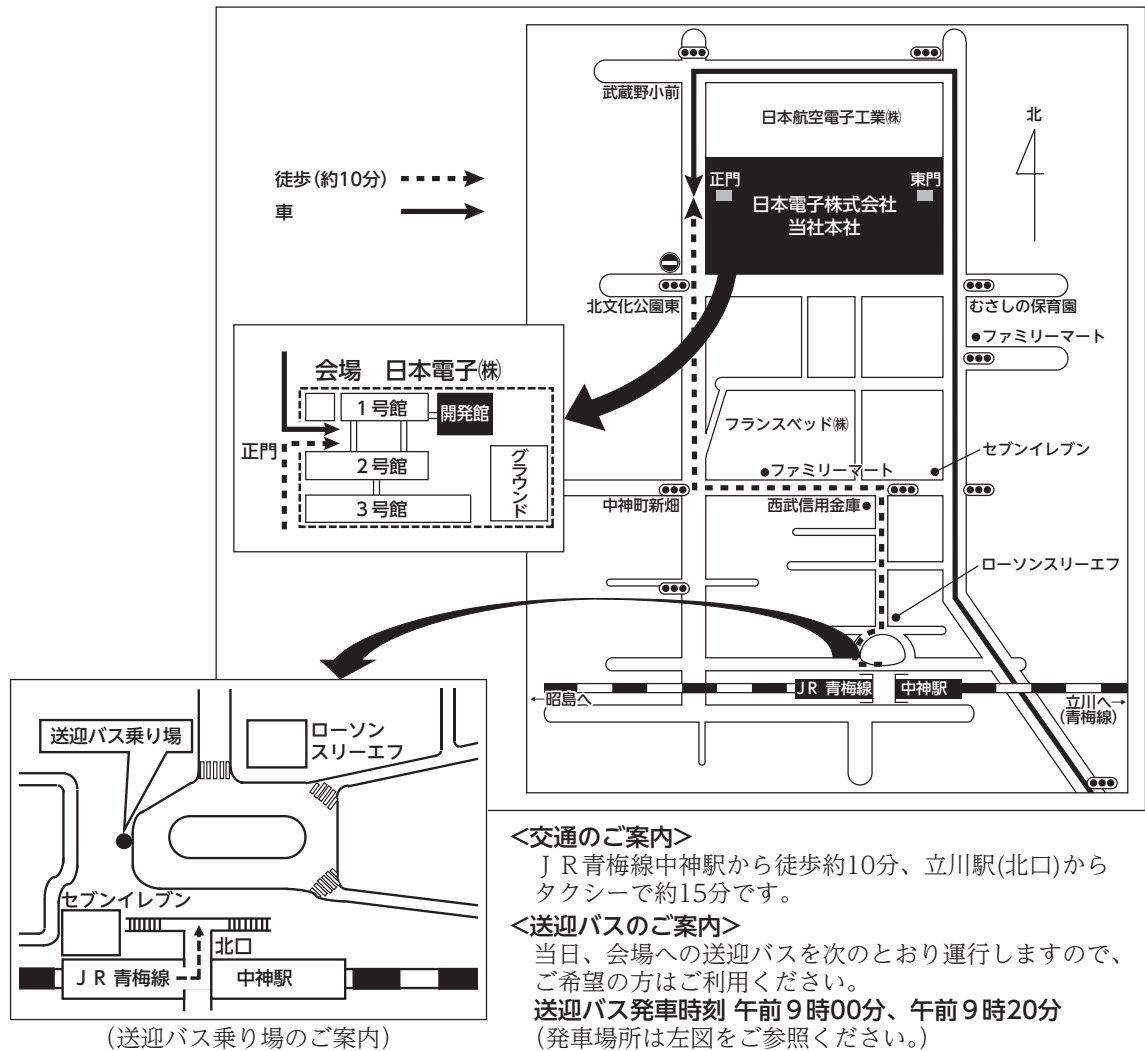 武蔵野小前
日本航空電子工業㈱
北
徒歩(約10分)
車
正門
東門
日本電子株式会社
当社本社
北文化公園東
むさしの保育園
●ファミリーマート
会場　日本電子㈱
1号館
開発館
正門
2号館
3号館
グラウンド
フランスベッド㈱
●ファミリーマート
セブンイレブン
中神町新畑
西武信用金庫●
ローソンスリーエフ
JR 青梅線
中神駅
←昭島へ
立川へ→
(青梅線)
送迎バス乗り場
ローソン
スリーエフ
セブンイレブン
北口
JR 青梅線
中神駅
(送迎バス乗り場のご案内)
<交通のご案内>
ＪＲ青梅線中神駅から徒歩約10分、立川駅(北口)から
タクシーで約15分です。
<送迎バスのご案内>
当日、会場への送迎バスを次のとおり運行しますので、
ご希望の方はご利用ください。
送迎バス発車時刻 午前９時00分、午前９時20分
(発車場所は左図をご参照ください。)